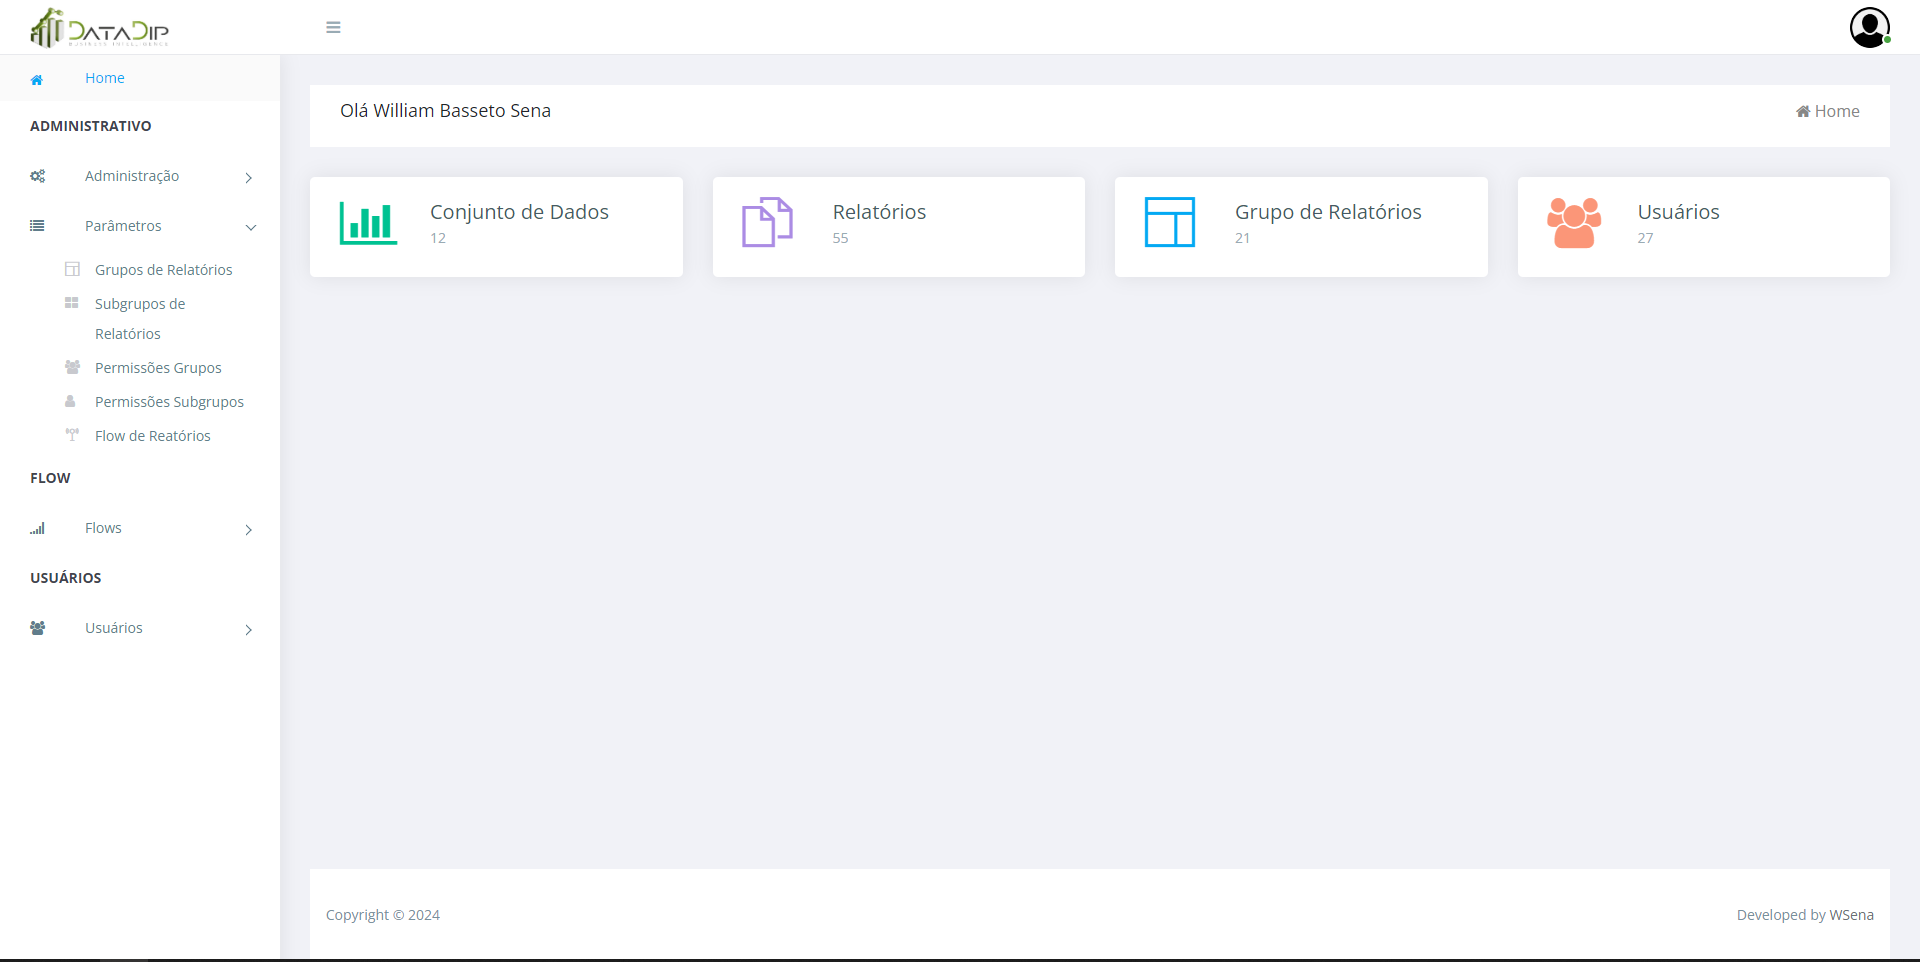 DATADIP
BUSINESS INTELLIGENCE
Home
ADMINISTRATIVO
Administração
Parâmetros
Grupos de Relatórios
Subgrupos de
Relatórios
Permissões Grupos
Permissões Subgrupos
Flow de Reatórios
FLOW
Flows
USUÁRIOS
Usuários
Olá William Basseto Sena
Home
Conjunto de Dados
12
Relatórios
55
Grupo de Relatórios
21
Usuários
27
Copyright © 2024
Developed by WSena